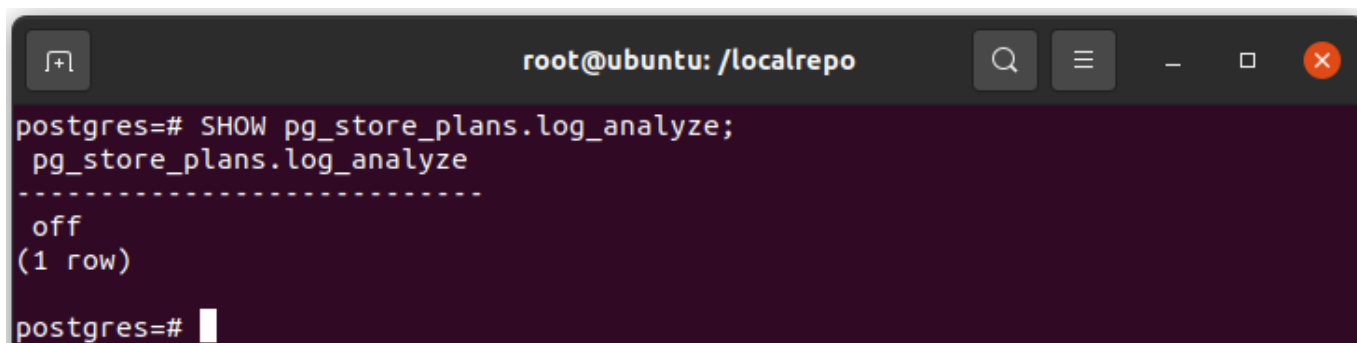 root@ubuntu: /localrepo
postgres=# SHOW pg_store_plans.log_analyze;
 pg_store_plans.log_analyze
----------------------------
 off
(1 row)

postgres=#